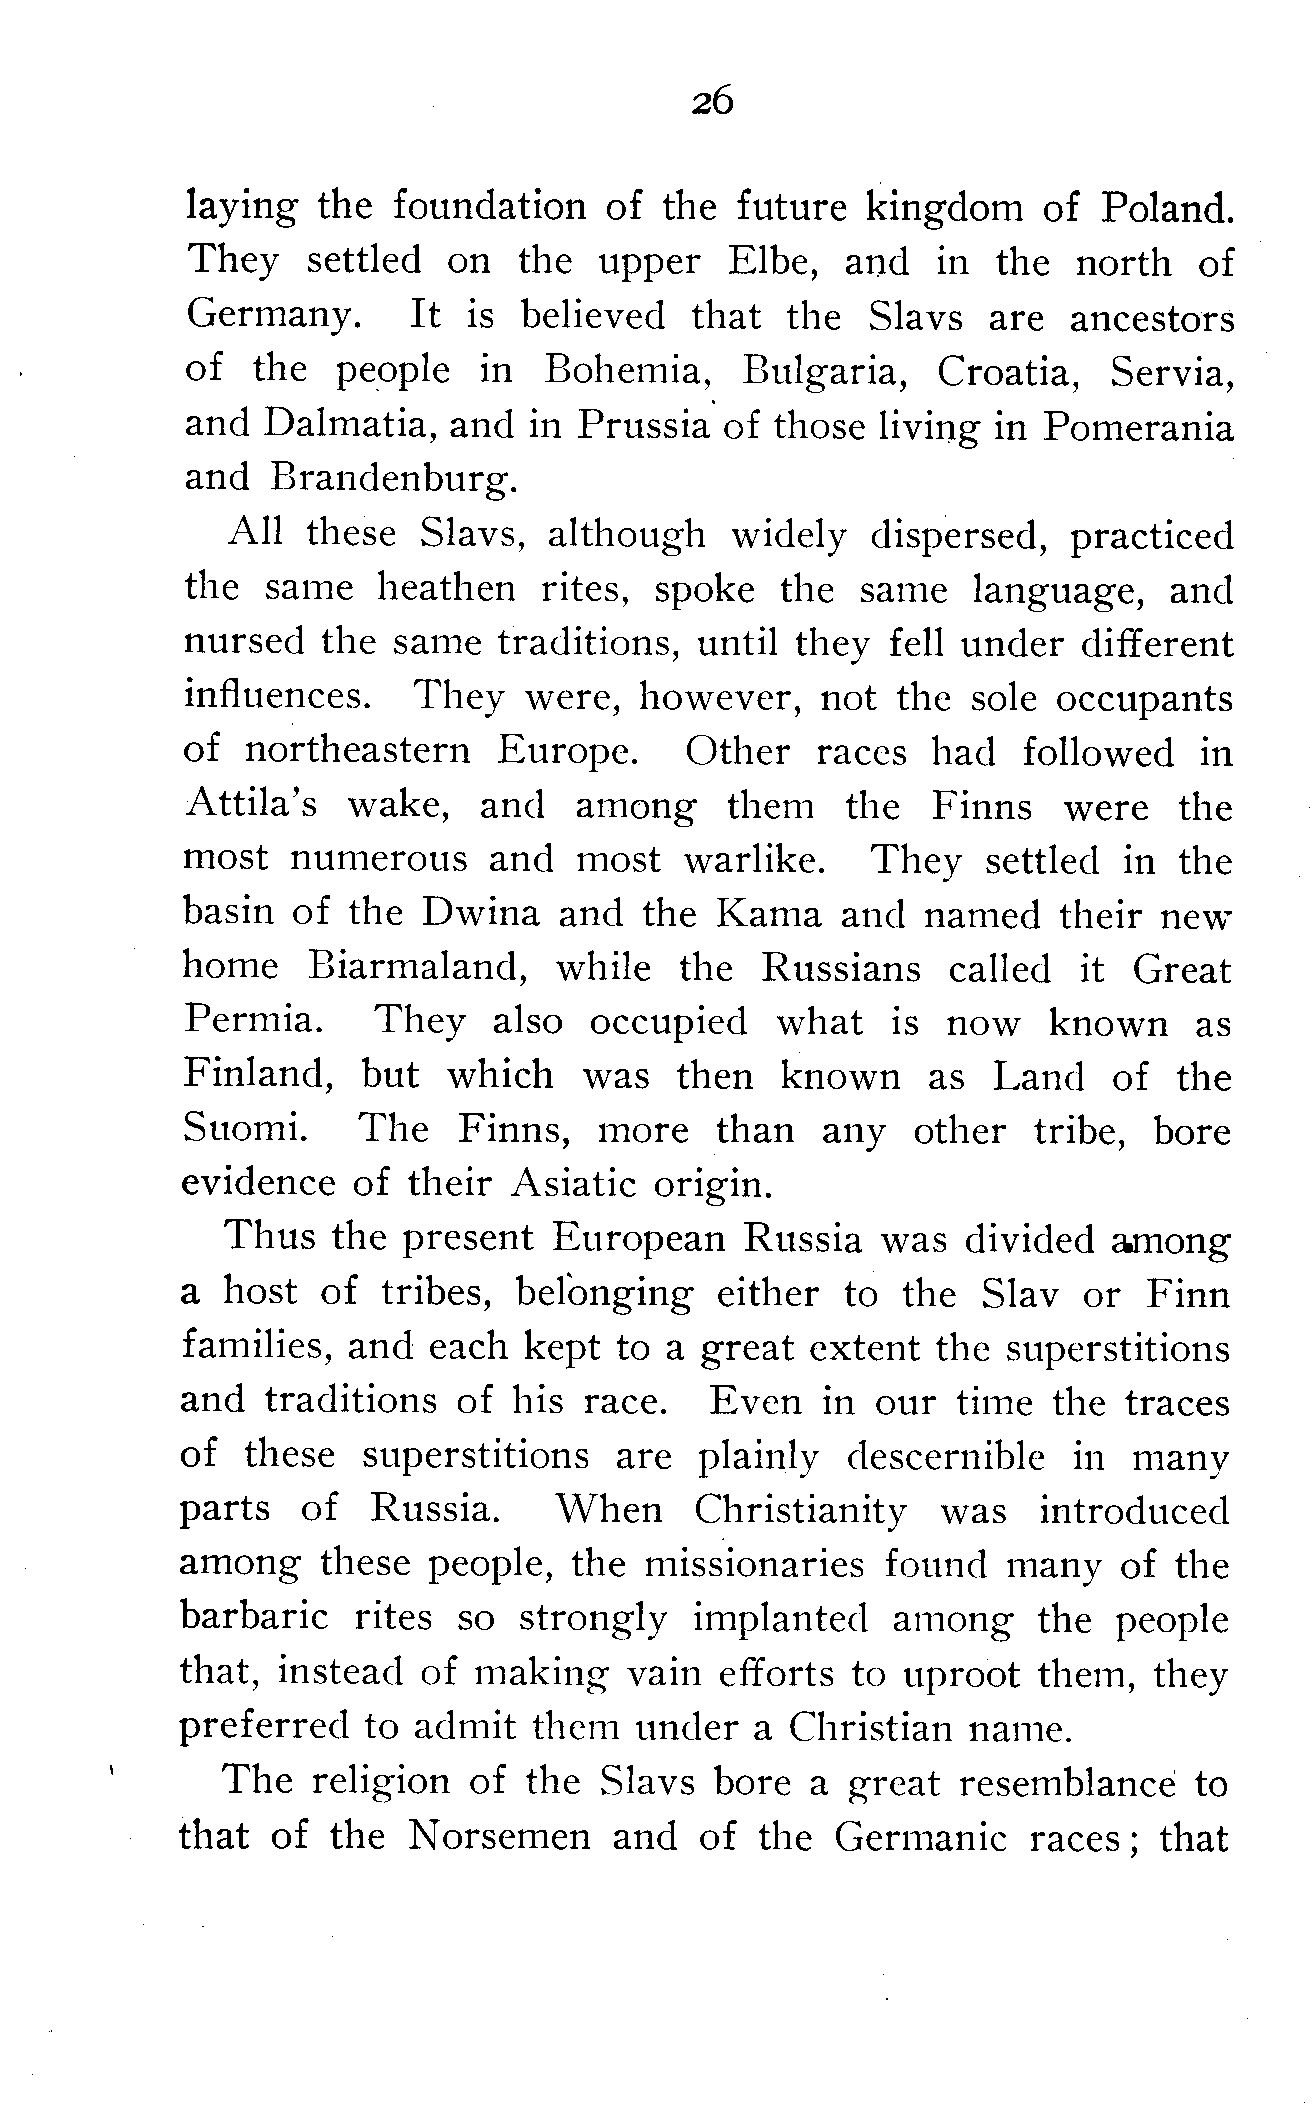 26
laying the foundation of the future kingdom of Poland.
They settled on the upper Elbe, and in the north of
Germany. It is believed that the Slavs are ancestors
of the people in Bohemia, Bulgaria, Croatia, Servia,
and Dalmatia, and in Prussia of those living in Pomerania
and Brandenburg.
All these Slavs, although widely dispersed, practiced
the same heathen rites, spoke the same language, and
nursed the same traditions, until they fell under different
influences. They were, however, not the sole occupants
of northeastern Europe. Other races had followed in
Attila's wake, and among them the Finns were the
most numerous and most warlike. They settled in the
basin of the Dwina and the Kama and named their new
home Biarmaland, while the Russians called it Great
Permia. They also occupied what is now known as
Finland, but which was then known as Land of the
Suomi. The Finns, more than any other tribe, bore
evidence of their Asiatic origin.
Thus the present European Russia was divided among
a host of tribes, belonging either to the Slav or Finn
families, and each kept to a great extent the superstitions
and traditions of his race. Even in our time the traces
of these superstitions are plainly descernible in many
parts of Russia. When Christianity was introduced
among these people, the missionaries found many of the
barbaric rites so strongly implanted among the people
that, instead of making vain efforts to uproot them, they
preferred to admit them under a Christian name.
The religion of the Slavs bore a great resemblance to
that of the Norsemen and of the Germanic races; that